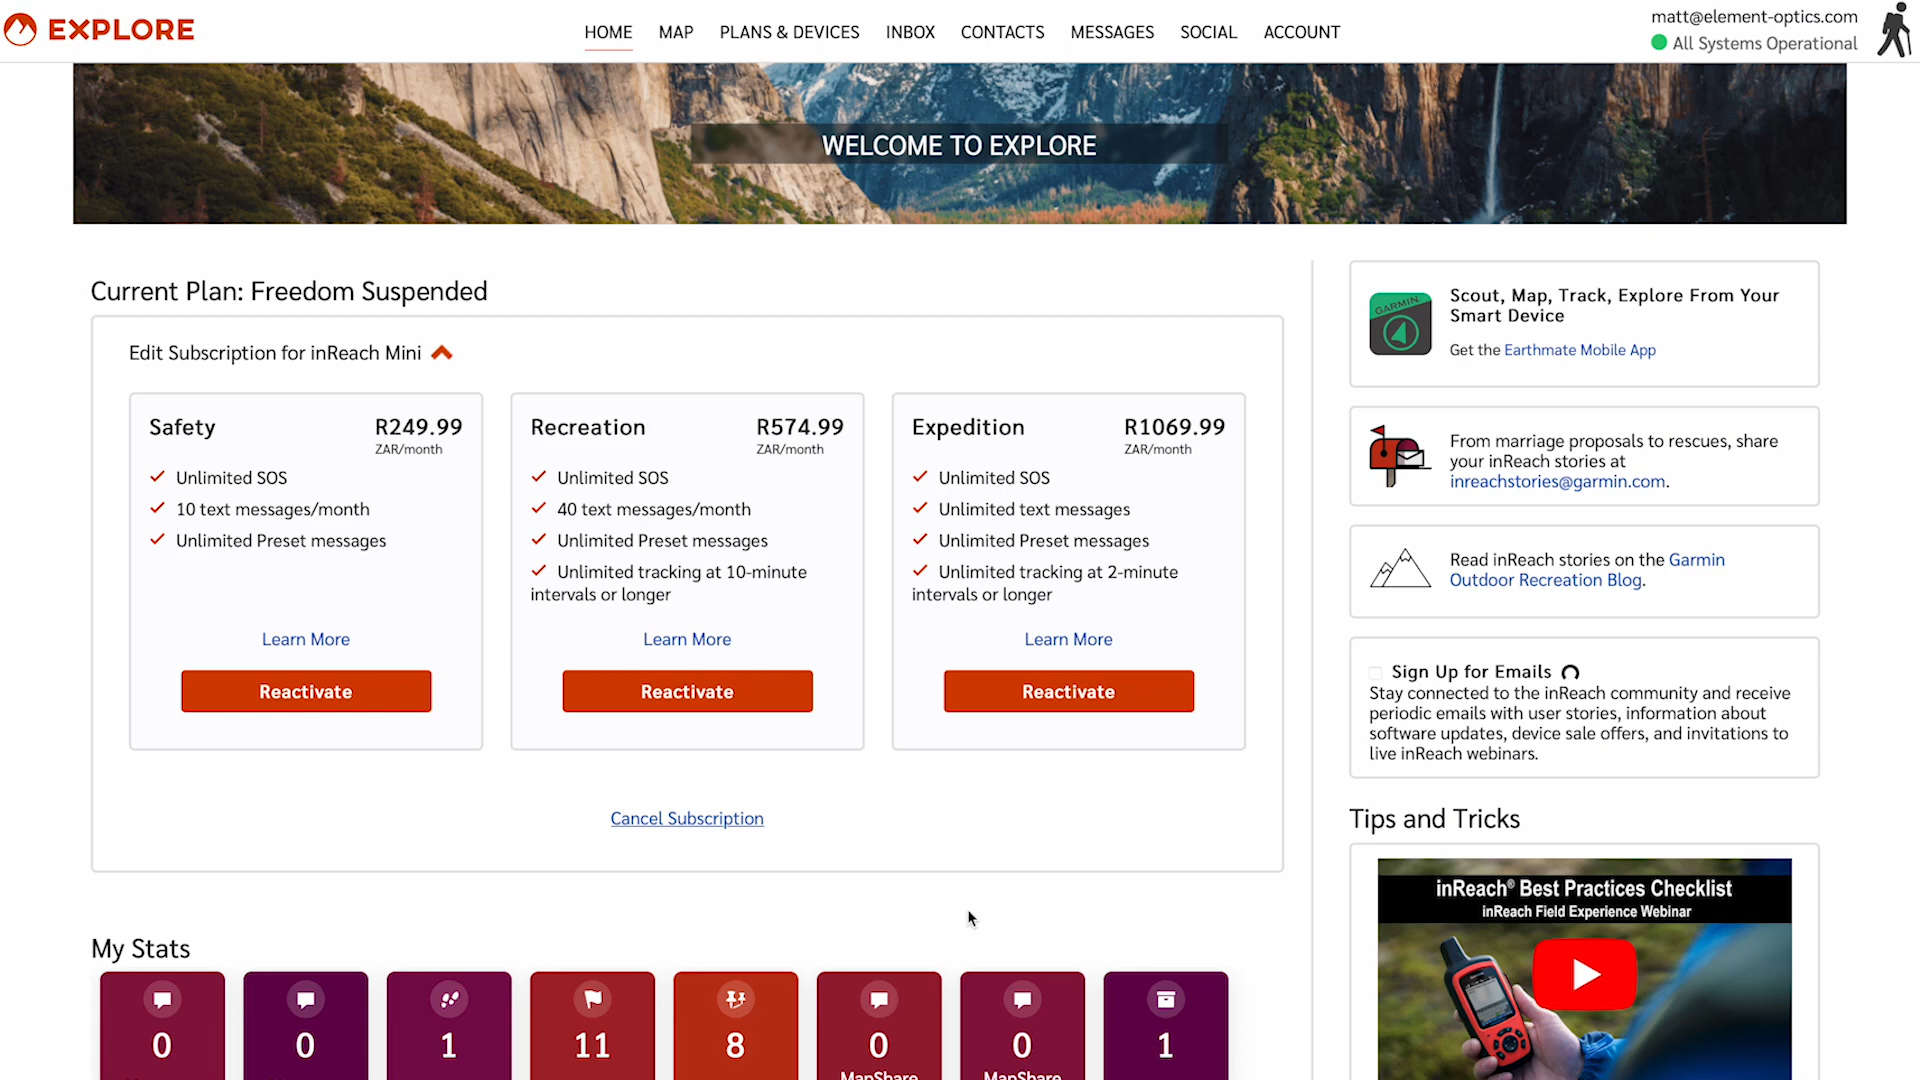 EXPLORE
HOME
MAP
PLANS & DEVICES
INBOX
CONTACTS
MESSAGES
SOCIAL
ACCOUNT
matt@element-optics.com
All Systems Operational
WELCOME TO EXPLORE
Current Plan: Freedom Suspended
Edit Subscription for inReach Mini
Safety
R249.99
ZAR/month
Unlimited SOS
10 text messages/month
Unlimited Preset messages
Learn More
Reactivate
Recreation
R574.99
ZAR/month
Unlimited SOS
40 text messages/month
Unlimited Preset messages
Unlimited tracking at 10-minute
intervals or longer
Learn More
Reactivate
Expedition
R1069.99
ZAR/month
Unlimited SOS
Unlimited text messages
Unlimited Preset messages
Unlimited tracking at 2-minute
intervals or longer
Learn More
Reactivate
Cancel Subscription
My Stats
0
0
1
11
8
0
MapShare
0
MapShare
1
GARMIN
Scout, Map, Track, Explore From Your
Smart Device
Get the Earthmate Mobile App
From marriage proposals to rescues, share
your inReach stories at
inreachstories@garmin.com.
Read inReach stories on the Garmin
Outdoor Recreation Blog.
Sign Up for Emails
Stay connected to the inReach community and receive
periodic emails with user stories, information about
software updates, device sale offers, and invitations to
live inReach webinars.
Tips and Tricks
inReach® Best Practices Checklist
inReach Field Experience Webinar